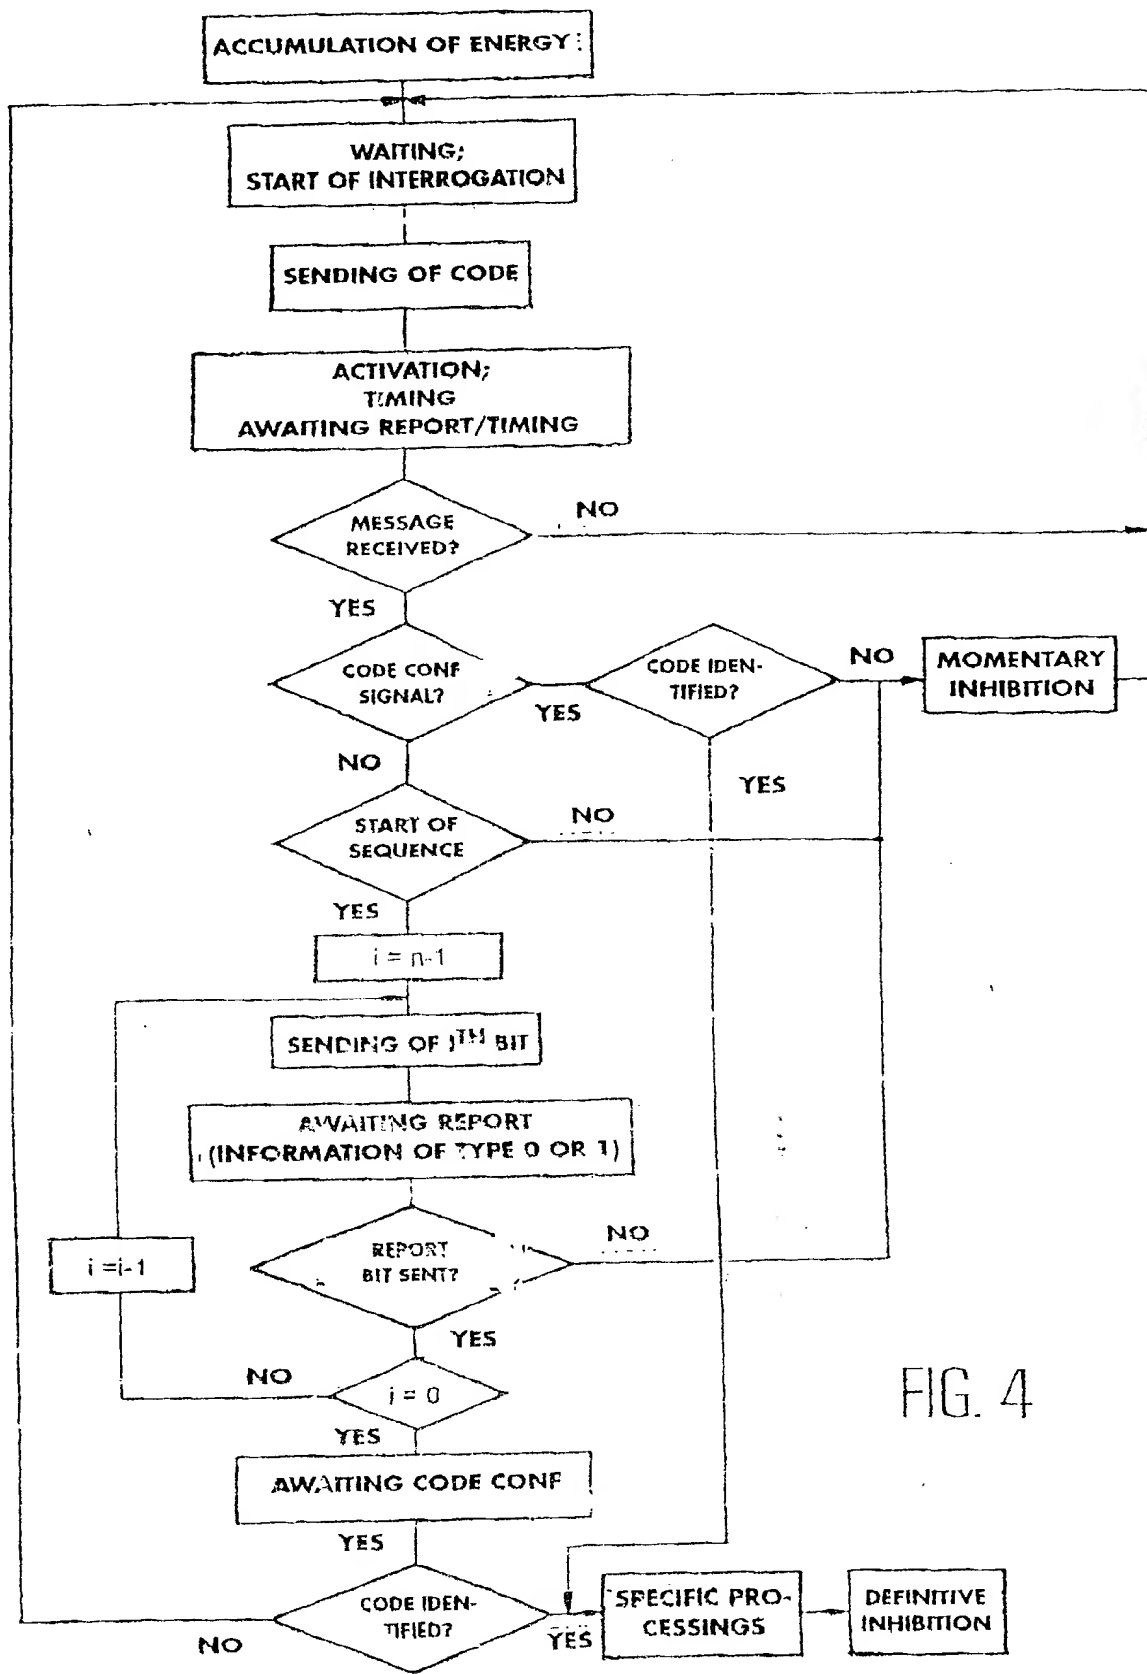 ACCUMULATION OF ENERGY:
WAITING;
START OF INTERROGATION
SENDING OF CODE
ACTIVATION;
TIMING
AWAITING REPORT/TIMING
MESSAGE
RECEIVED?
NO
YES
CODE CONF
SIGNAL?
YES
CODE IDEN-
TIFIED?
NO
MOMENTARY
INHIBITION
NO
YES
START OF
SEQUENCE
NO
YES
i = n-1
SENDING OF ITH BIT
AWAITING REPORT
(INFORMATION OF TYPE 0 OR 1)
REPORT
BIT SENT?
NO
i =i-1
YES
NO
i = 0
YES
FIG. 4
AWAITING CODE CONF
YES
CODE IDEN-
TIFIED?
NO
YES
SPECIFIC PRO-
CESSINGS
DEFINITIVE
INHIBITION